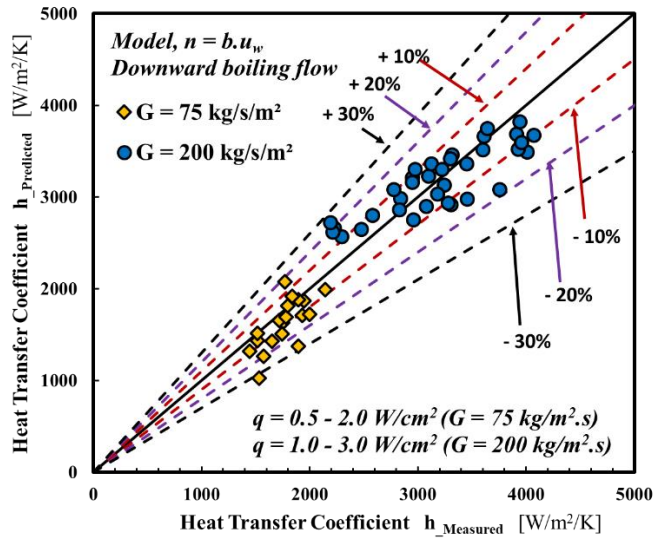 Model, n = b.u_w
Downward boiling flow
G = 75 kg/s/m²
G = 200 kg/s/m²
+ 10%
+ 20%
+ 30%
- 10%
- 20%
- 30%
q = 0.5 - 2.0 W/cm² (G = 75 kg/m².s)
q = 1.0 - 3.0 W/cm² (G = 200 kg/m².s)
Heat Transfer Coefficient h_Predicted [W/m²/K]
5000
4000
3000
2000
1000
0
0 1000 2000 3000 4000 5000
Heat Transfer Coefficient h_Measured [W/m²/K]